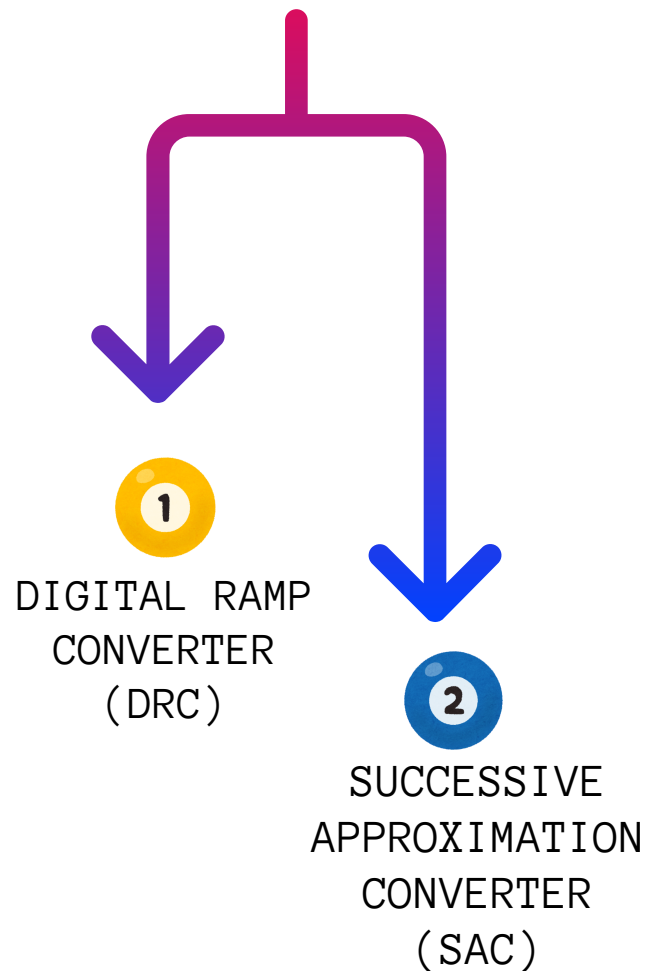 1
DIGITAL RAMP
CONVERTER
(DRC)
2
SUCCESSIVE
APPROXIMATION
CONVERTER
(SAC)